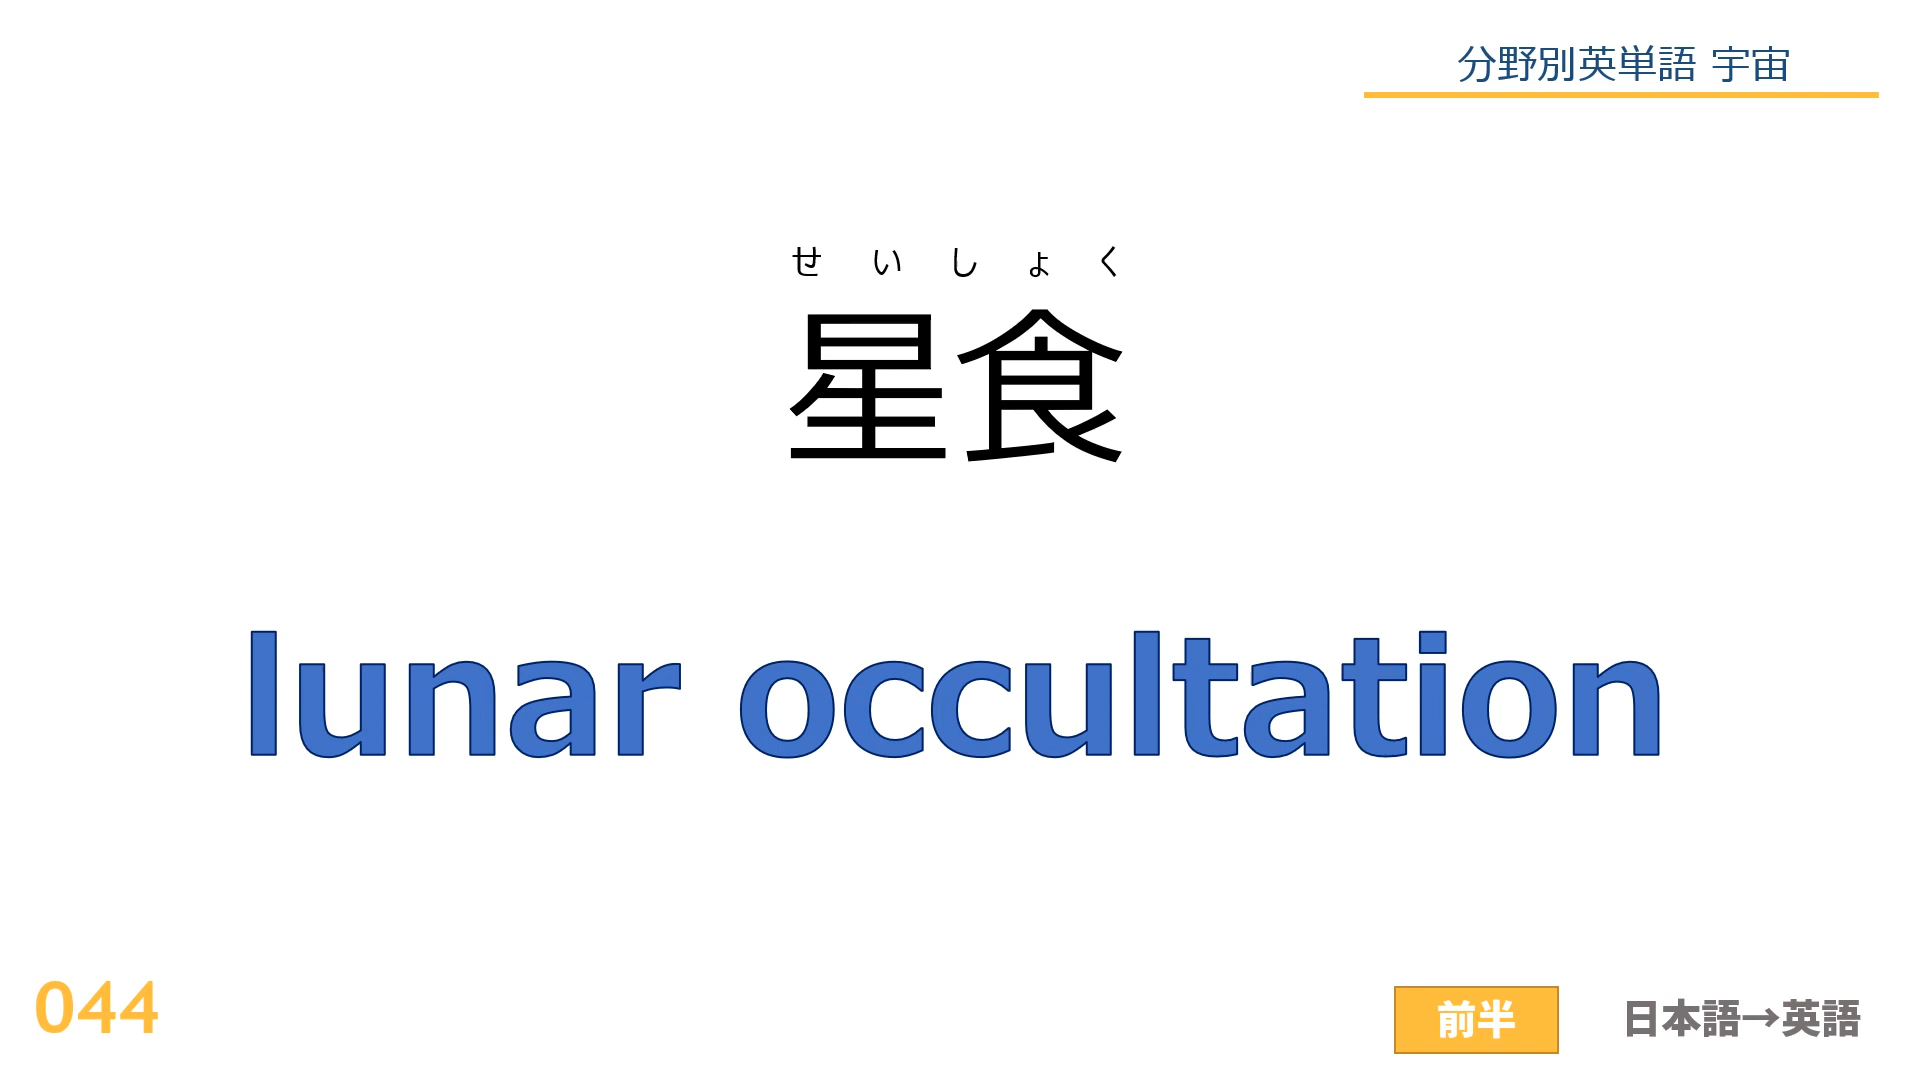 分野別英単語 宇宙
せいしょく
星食
lunar occultation
044
前半
日本語→英語